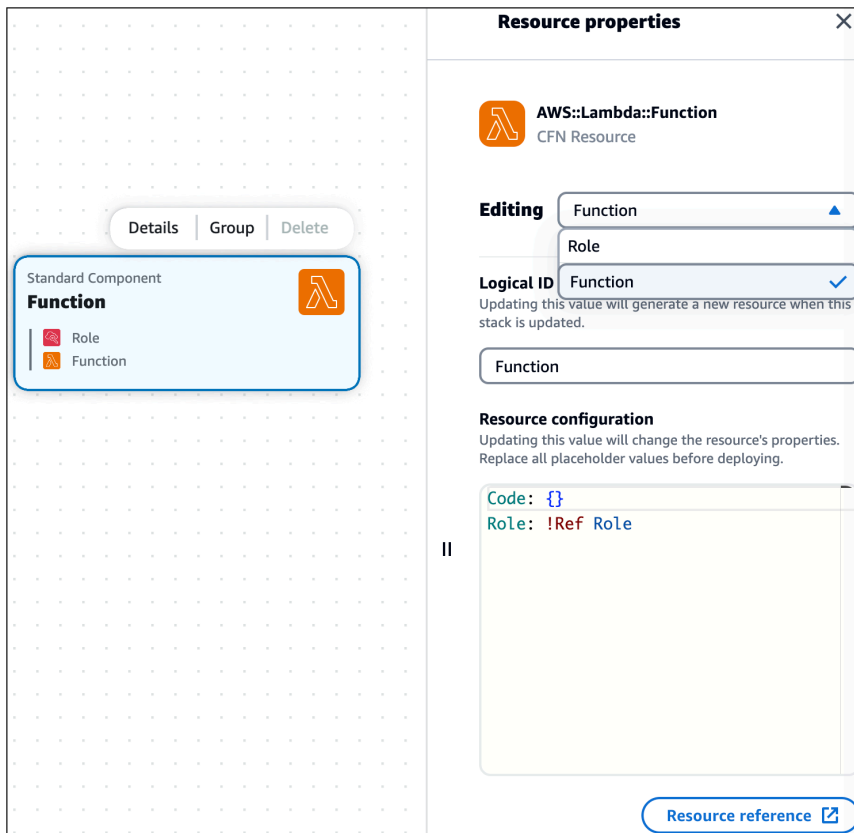 Resource properties
AWS::Lambda::Function
CFN Resource
Details Group Delete
Editing Function
Role
Standard Component
Function
Role
Function
Logical ID Function
Updating this value will generate a new resource when this
stack is updated.
Function
Resource configuration
Updating this value will change the resource's properties.
Replace all placeholder values before deploying.
Code: {}
Role: !Ref Role
Resource reference